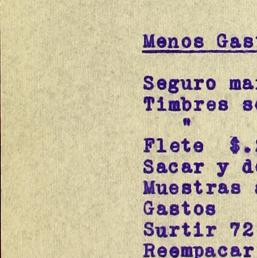 Menos Gas
Seguro ma
Timbres s
"
Flete $.
Sacar y d
Muestras
Gastos
Surtir 72
Reempacar